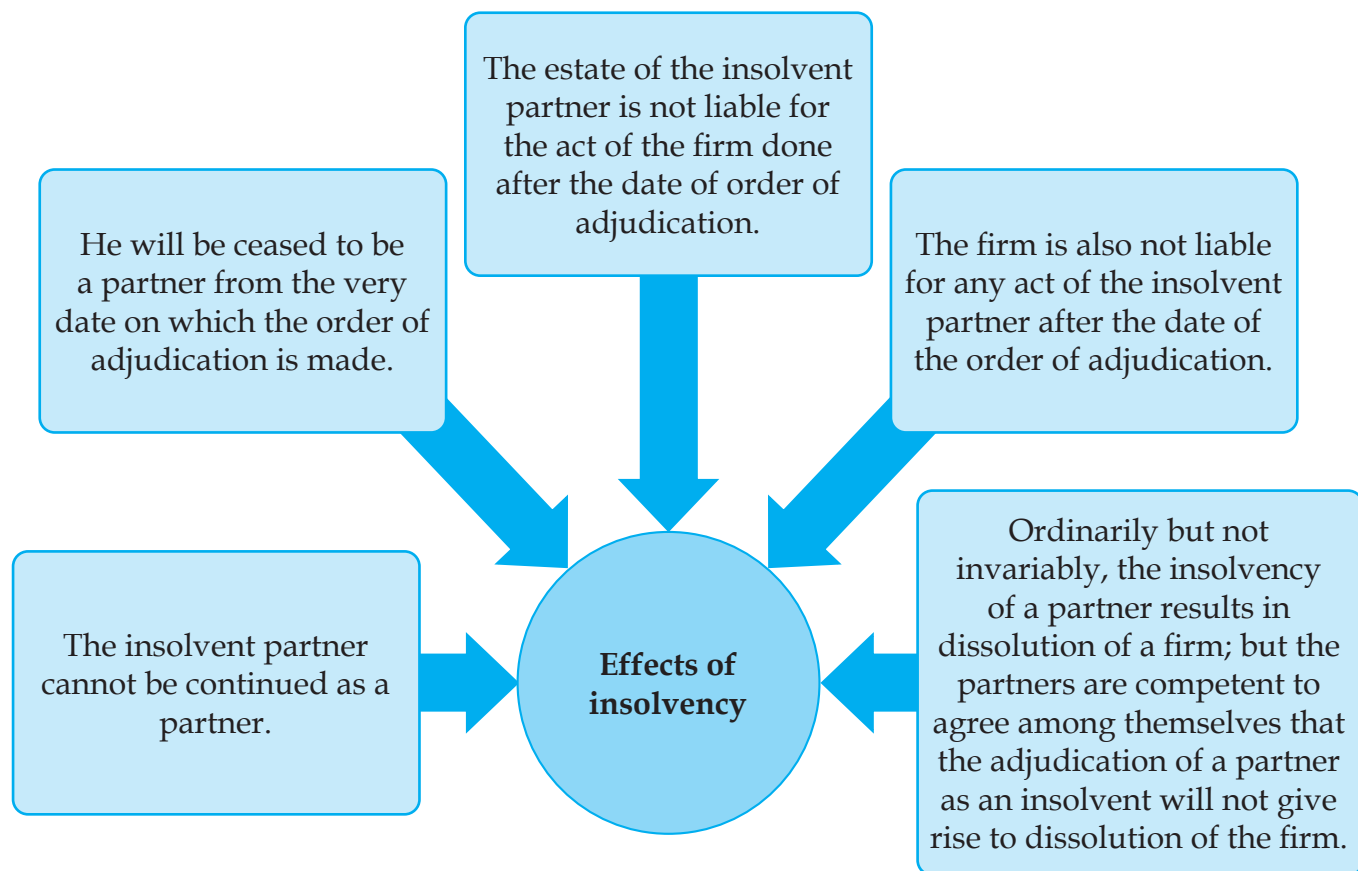 The estate of the insolvent
partner is not liable for
the act of the firm done
after the date of order of
adjudication.
He will be ceased to be
a partner from the very
date on which the order of
adjudication is made.
The firm is also not liable
for any act of the insolvent
partner after the date of
the order of adjudication.
The insolvent partner
cannot be continued as a
partner.
Effects of
insolvency
Ordinarily but not
invariably, the insolvency
of a partner results in
dissolution of a firm; but the
partners are competent to
agree among themselves that
the adjudication of a partner
as an insolvent will not give
rise to dissolution of the firm.